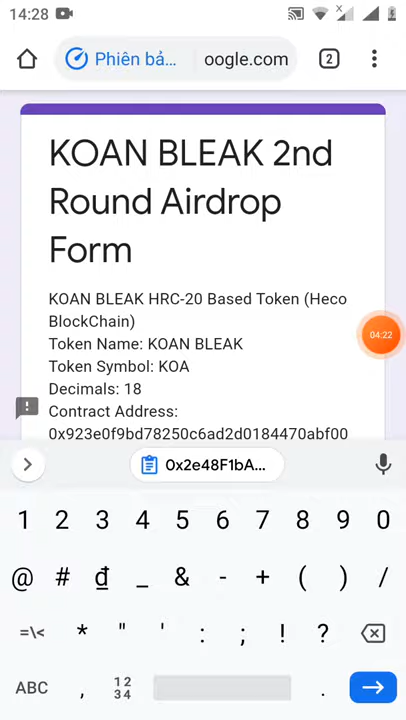 14:28
Phiên bả... oogle.com 2
KOAN BLEAK 2nd
Round Airdrop
Form
KOAN BLEAK HRC-20 Based Token (Heco
BlockChain)
Token Name: KOAN BLEAK
Token Symbol: KOA
Decimals: 18
Contract Address:
0x923e0f9bd78250c6ad2d0184470abf00
04:22
0x2e48F1bA...
1 2 3 4 5 6 7 8 9 0
@ # ₫ _ & - + ( ) /
=\< * " ' : ; ! ?
ABC , 12 34 .